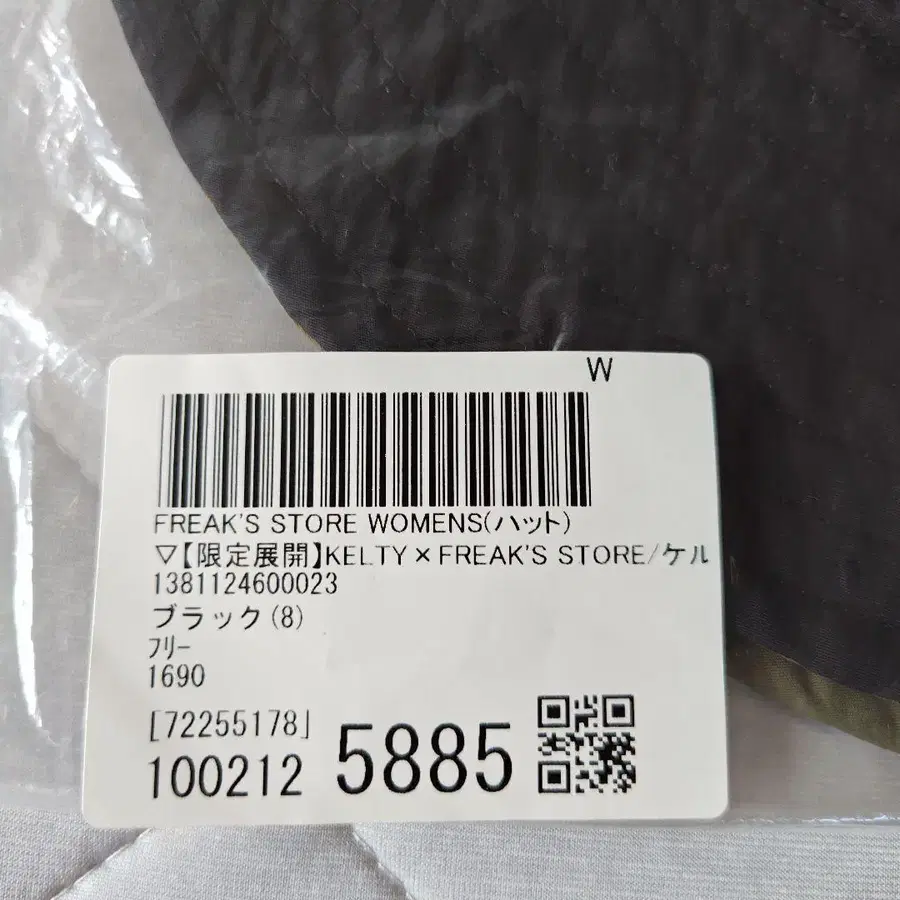 W
FREAK'S STORE WOMENS(ハット)
▽【限定展開】KELTY×FREAK'S STORE/ケル
1381124600023
ブラック(8)
フリー
1690
[72255178]
100212 5885